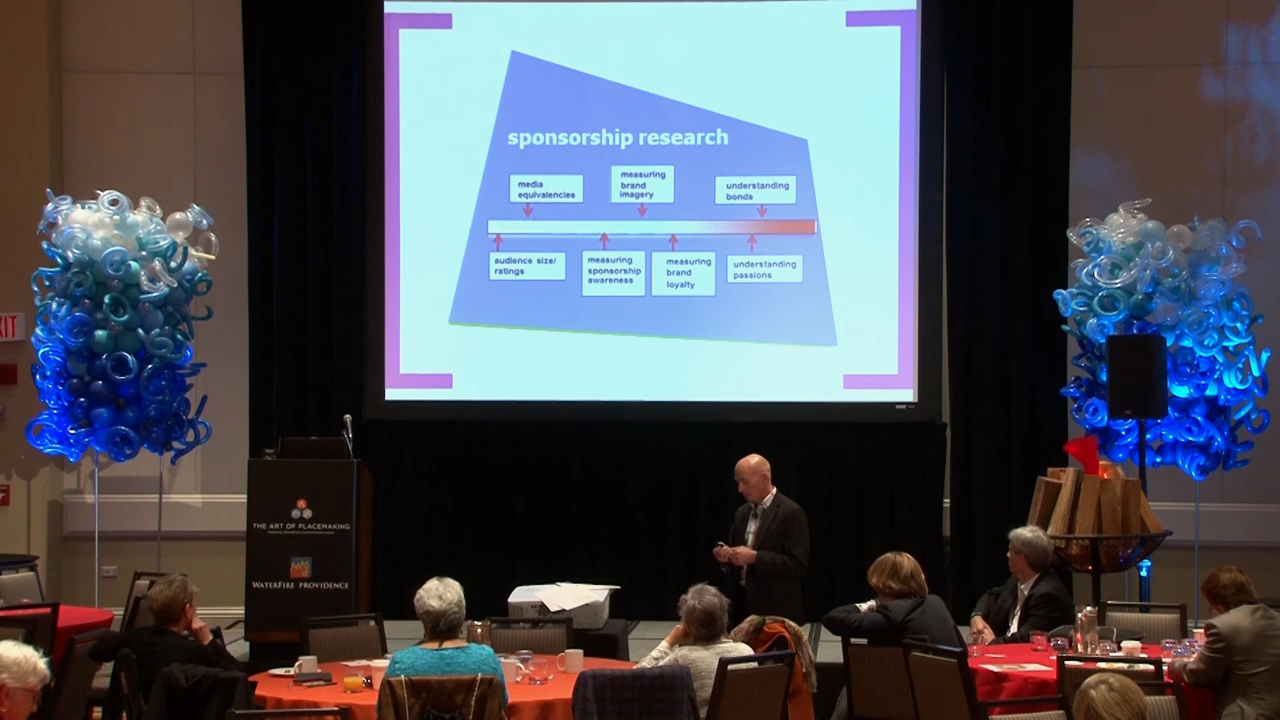 sponsorship research
media
equivalencies
measuring
brand
imagery
understanding
bonds
audience size/
ratings
measuring
sponsorship
awareness
measuring
brand
loyalty
understanding
passions
XIT
THE ART OF PLACEMAKING
WATERFIRE PROVIDENCE